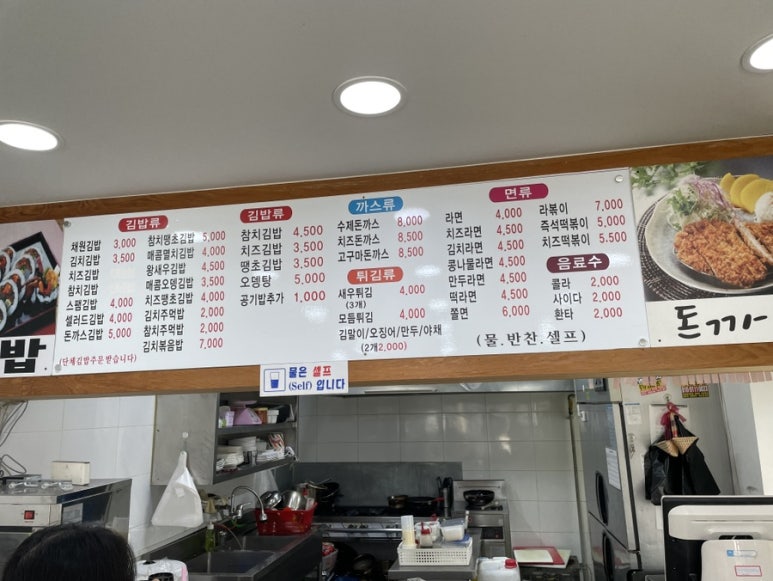 밥
김밥류
채원김밥 3,000
김치김밥 3,500
치즈김밥
참치김밥
스팸김밥 4,000
샐러드김밥 4,000
돈까스김밥 5,000
(단체김밥주문 받습니다)
참치땡초김밥 5,000
매콤멸치김밥 4,000
왕새우김밥 4,500
매콤오뎅김밥 3,500
치즈땡초김밥 4,000
김치주먹밥 2,000
참치주먹밥 2,000
김치볶음밥 7,000
김밥류
참치김밥 4,500
치즈김밥 3,500
땡초김밥 3,500
오뎅탕 5,000
공기밥추가 1,000
까스류
수제돈까스 8,000
치즈돈까스 8,500
고구마돈까스 8,500
튀김류
새우튀김 4,000
(3개)
모듬튀김 4,000
김말이/오징어/만두/야채
(2개2,000)
면류
라면 4,000
치즈라면 4,500
김치라면 4,500
콩나물라면 4,500
만두라면 4,500
떡라면 4,500
쫄면 6,000
라볶이 7,000
즉석떡볶이 5,000
치즈떡볶이 5,500
음료수
콜라 2,000
사이다 2,000
환타 2,000
(물.반찬.셀프)
돈까
물은 셀프
(Self) 입니다